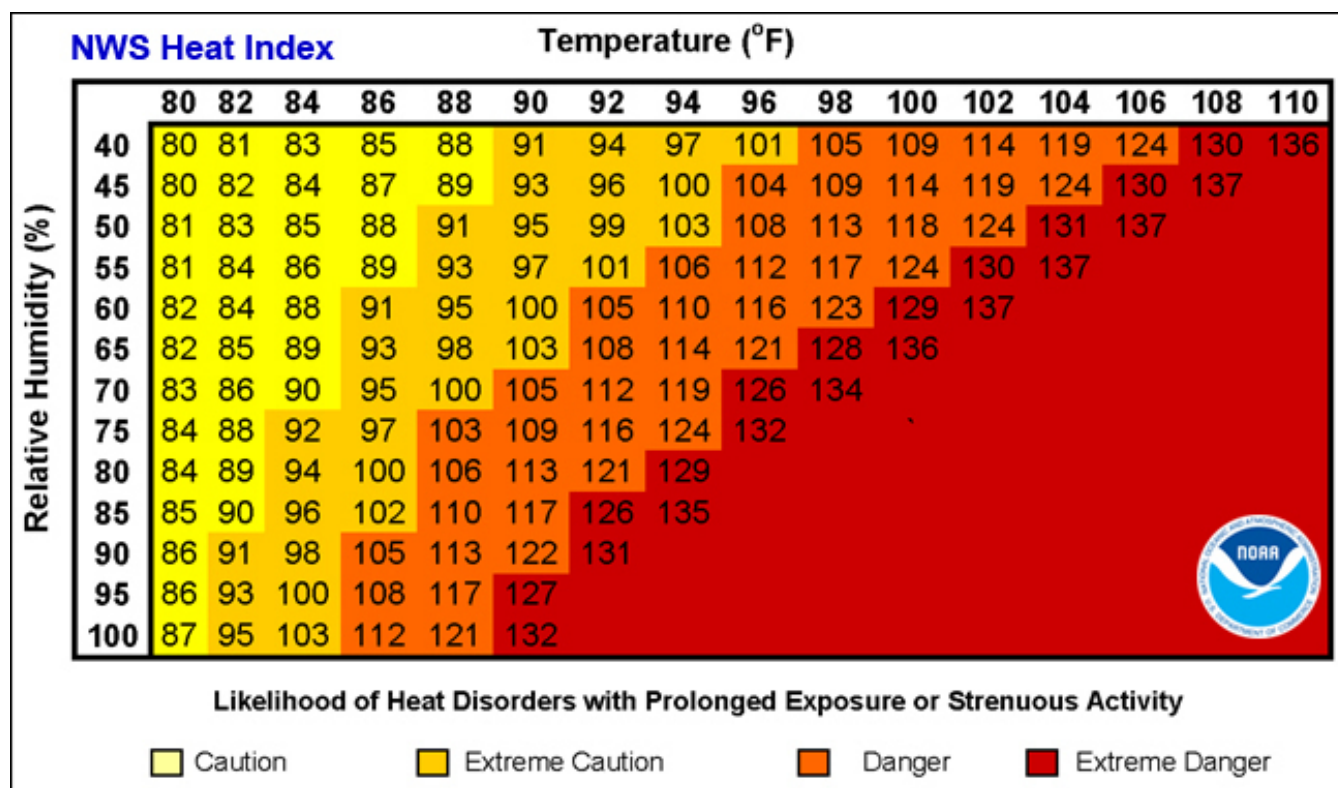 NWS Heat Index
Temperature (°F)
80 82 84 86 88 90 92 94 96 98 100 102 104 106 108 110
Relative Humidity (%)
40 80 81 83 85 88 91 94 97 101 105 109 114 119 124 130 136
45 80 82 84 87 89 93 96 100 104 109 114 119 124 130 137
50 81 83 85 88 91 95 99 103 108 113 118 124 131 137
55 81 84 86 89 93 97 101 106 112 117 124 130 137
60 82 84 88 91 95 100 105 110 116 123 129 137
65 82 85 89 93 98 103 108 114 121 128 136
70 83 86 90 95 100 105 112 119 126 134
75 84 88 92 97 103 109 116 124 132
80 84 89 94 100 106 113 121 129
85 85 90 96 102 110 117 126 135
90 86 91 98 105 113 122 131
95 86 93 100 108 117 127
100 87 95 103 112 121 132
NATIONAL OCEANIC AND ATMOSPHERIC ADMINISTRATION
NOAA
U.S. DEPARTMENT OF COMMERCE
Likelihood of Heat Disorders with Prolonged Exposure or Strenuous Activity
Caution
Extreme Caution
Danger
Extreme Danger